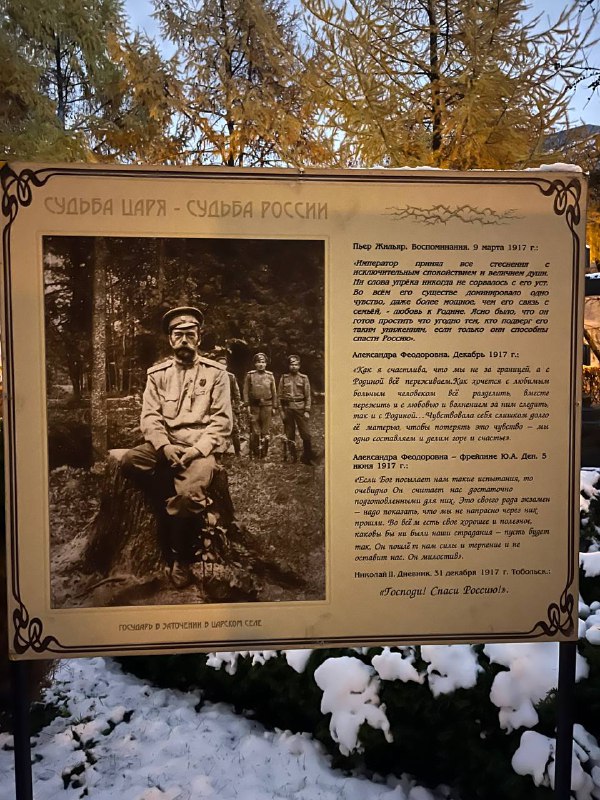 СУДЬБА ЦАРЯ - СУДЬБА РОССИИ
Пьер Жильяр. Воспоминания. 9 марта 1917 г.:
«Император принял все стеснения с
исключительным спокойствием и величием души.
Ни слова упрёка никогда не сорвалось с его уст.
Во всём его существе доминировало одно
чувство, даже более мощное, чем его связь с
семьёй, - любовь к Родине. Ясно было, что он
готов простить что угодно тем, кто подверг его
таким унижениям, если только они способны
спасти Россию».
Александра Феодоровна. Декабрь 1917 г.:
«Как я счастлива, что мы не за границей, а с
Родиной всё переживаем.Как хочется с любимым
больным человеком всё разделить, вместе
пережить и с любовью и волнением за ним следить,
так и с Родиной. . .Чувствовала себя слишком долго
её матерью, чтобы потерять это чувство – мы
одно составляем и делим горе и счастье».
Александра Феодоровна – фрейлине Ю.А. Ден. 5
июня 1917 г.:
«Если Бог посылает нам такие испытания, то
очевидно Он считает нас достаточно
подготовленными для них. Это своего рода экзамен
– надо показать, что мы не напрасно через них
прошли. Во всём есть свое хорошее и полезное,
каковы бы ни были наши страдания – пусть будет
так. Он пошлёт нам силы и терпение и не
оставит нас. Он милостив».
Николай II. Дневник. 31 декабря 1917 г. Тобольск.:
«Господи! Спаси Россию!».
ГОСУДАРЬ В ЗАТОЧЕНИИ В ЦАРСКОМ СЕЛЕ